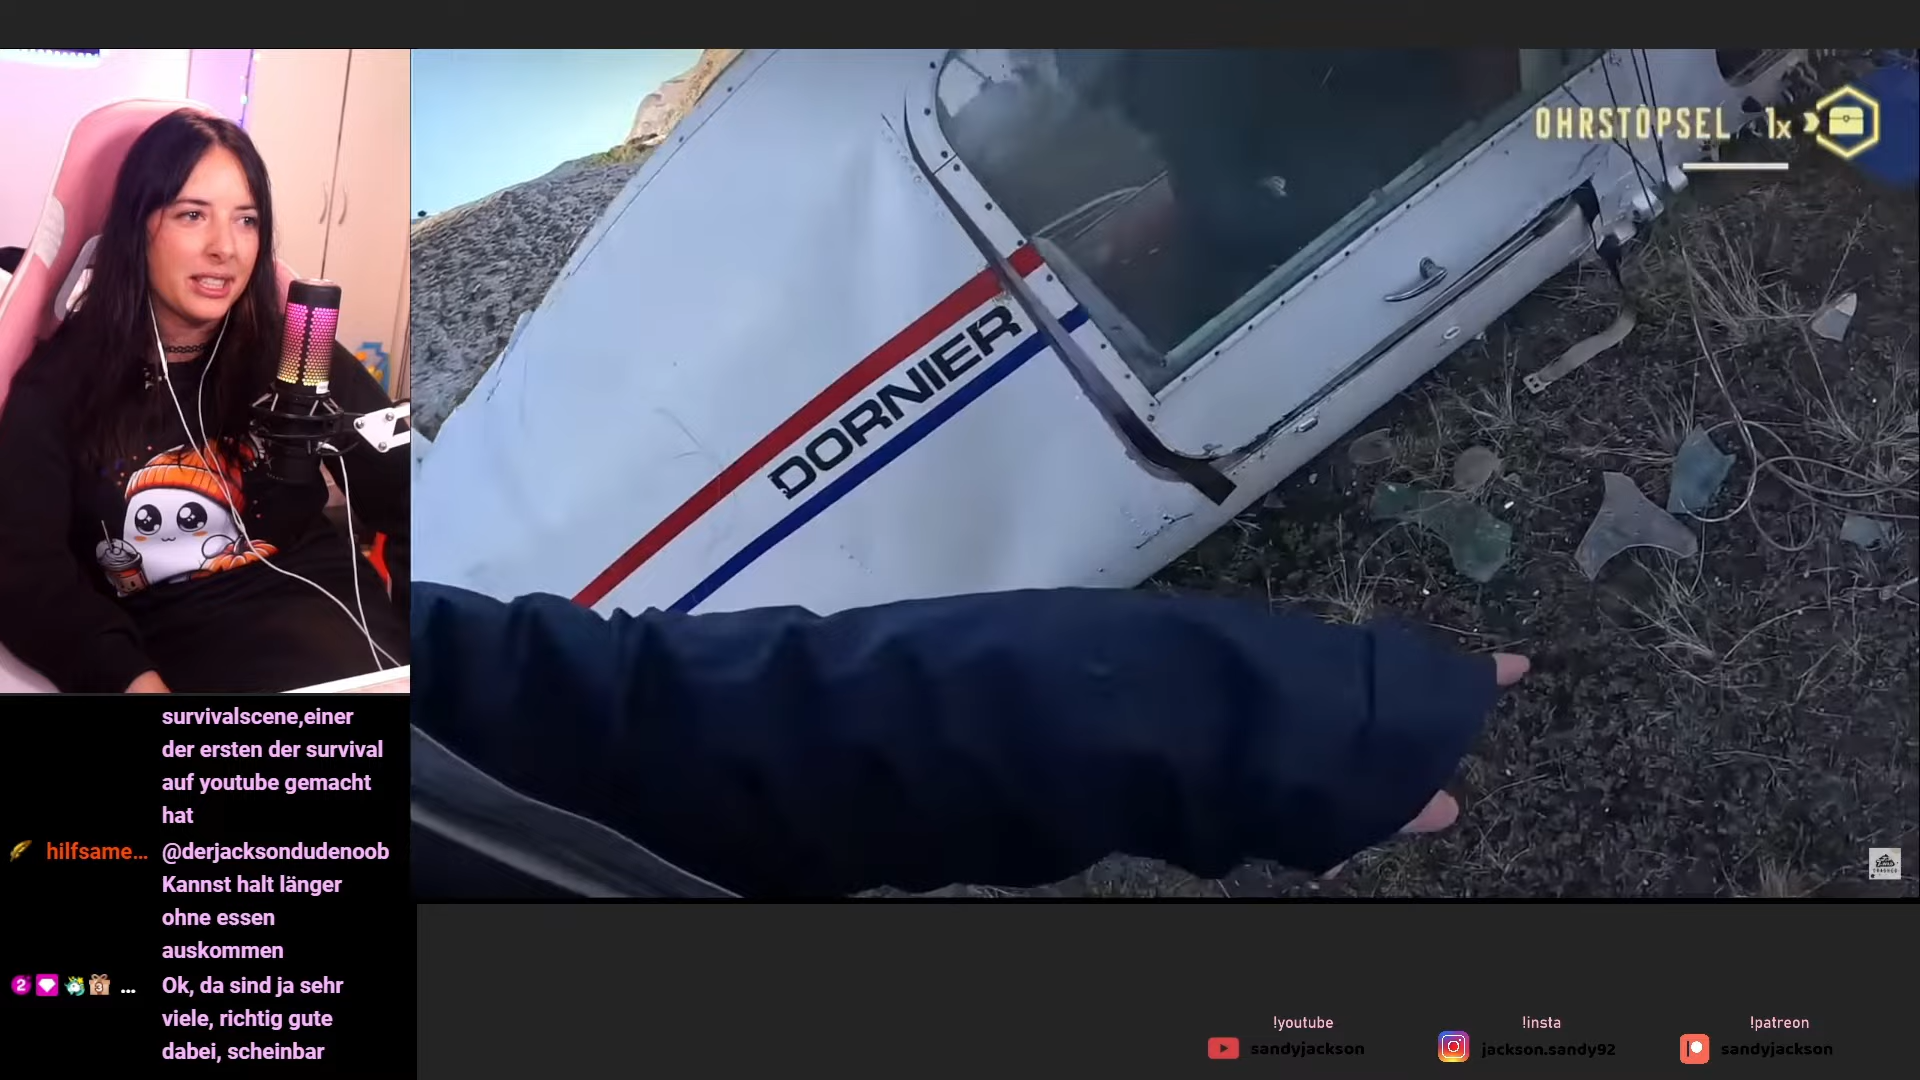 OHRSTÖPSEL 1x
DORNIER
survivalscene,einer
der ersten der survival
auf youtube gemacht
hat
hilfsame... @derjacksondudenoob
Kannst halt länger
ohne essen
auskommen
2 3 ... Ok, da sind ja sehr
viele, richtig gute
dabei, scheinbar
!youtube !insta !patreon
sandyjackson jackson.sandy92 sandyjackson